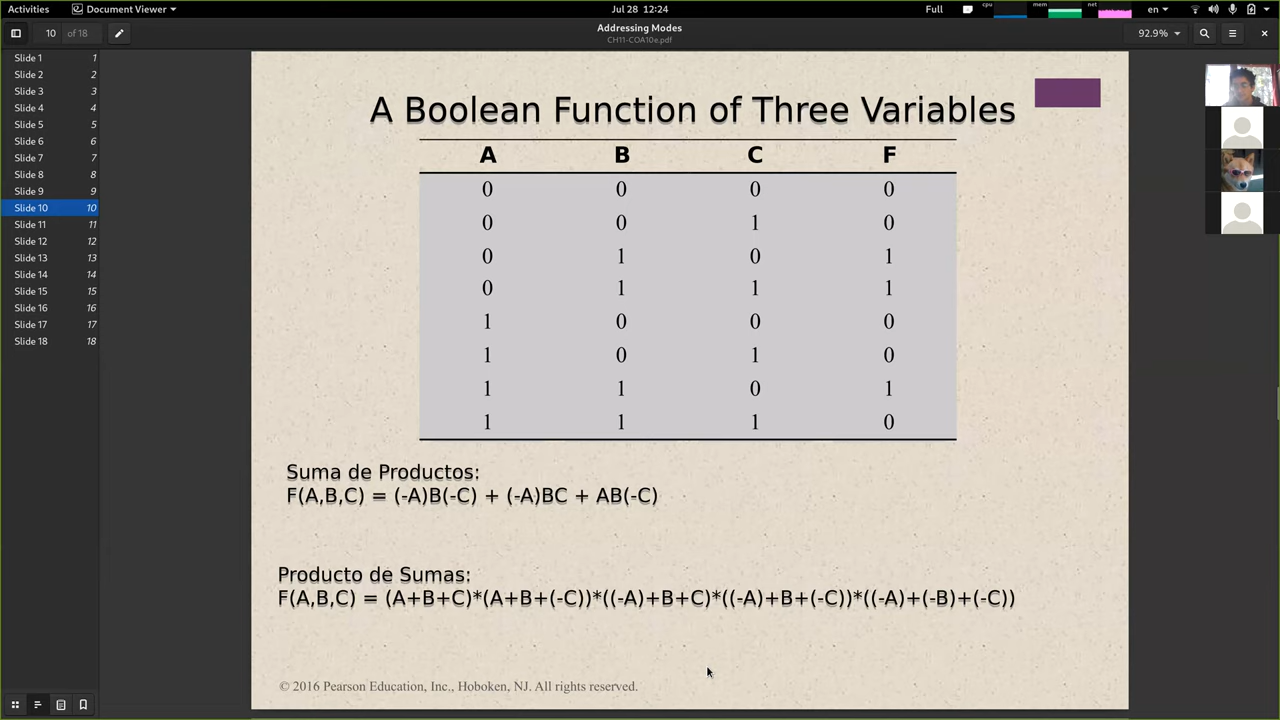 Activities Document Viewer Jul 28 12:24 Full cpu mem net en
10 of 18 Addressing Modes 92.9%
CH11-COA10e.pdf
Slide 1 1
Slide 2 2
Slide 3 3
Slide 4 4
Slide 5 5
Slide 6 6
Slide 7 7
Slide 8 8
Slide 9 9
Slide 10 10
Slide 11 11
Slide 12 12
Slide 13 13
Slide 14 14
Slide 15 15
Slide 16 16
Slide 17 17
Slide 18 18
A Boolean Function of Three Variables
A B C F
0 0 0 0
0 0 1 0
0 1 0 1
0 1 1 1
1 0 0 0
1 0 1 0
1 1 0 1
1 1 1 0
Suma de Productos:
F(A,B,C) = (-A)B(-C) + (-A)BC + AB(-C)
Producto de Sumas:
F(A,B,C) = (A+B+C)*(A+B+(-C))*((-A)+B+C)*((-A)+B+(-C))*((-A)+(-B)+(-C))
© 2016 Pearson Education, Inc., Hoboken, NJ. All rights reserved.